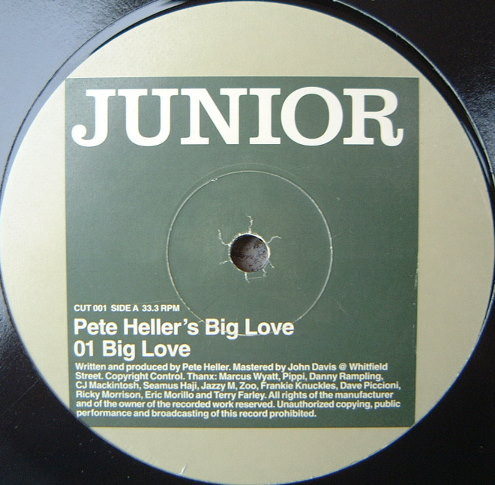 JUNIOR
CUT 001 SIDE A 33.3 RPM
Pete Heller's Big Love
01 Big Love
Written and produced by Pete Heller. Mastered by John Davis @ Whitfield
Street. Copyright Control. Thanx: Marcus Wyatt, Pippi, Danny Rampling,
CJ Mackintosh, Seamus Haji, Jazzy M, Zoo, Frankie Knuckles, Dave Piccioni,
Ricky Morrison, Eric Morillo and Terry Farley. All rights of the manufacturer
and of the owner of the recorded work reserved. Unauthorized copying, public
performance and broadcasting of this record prohibited.